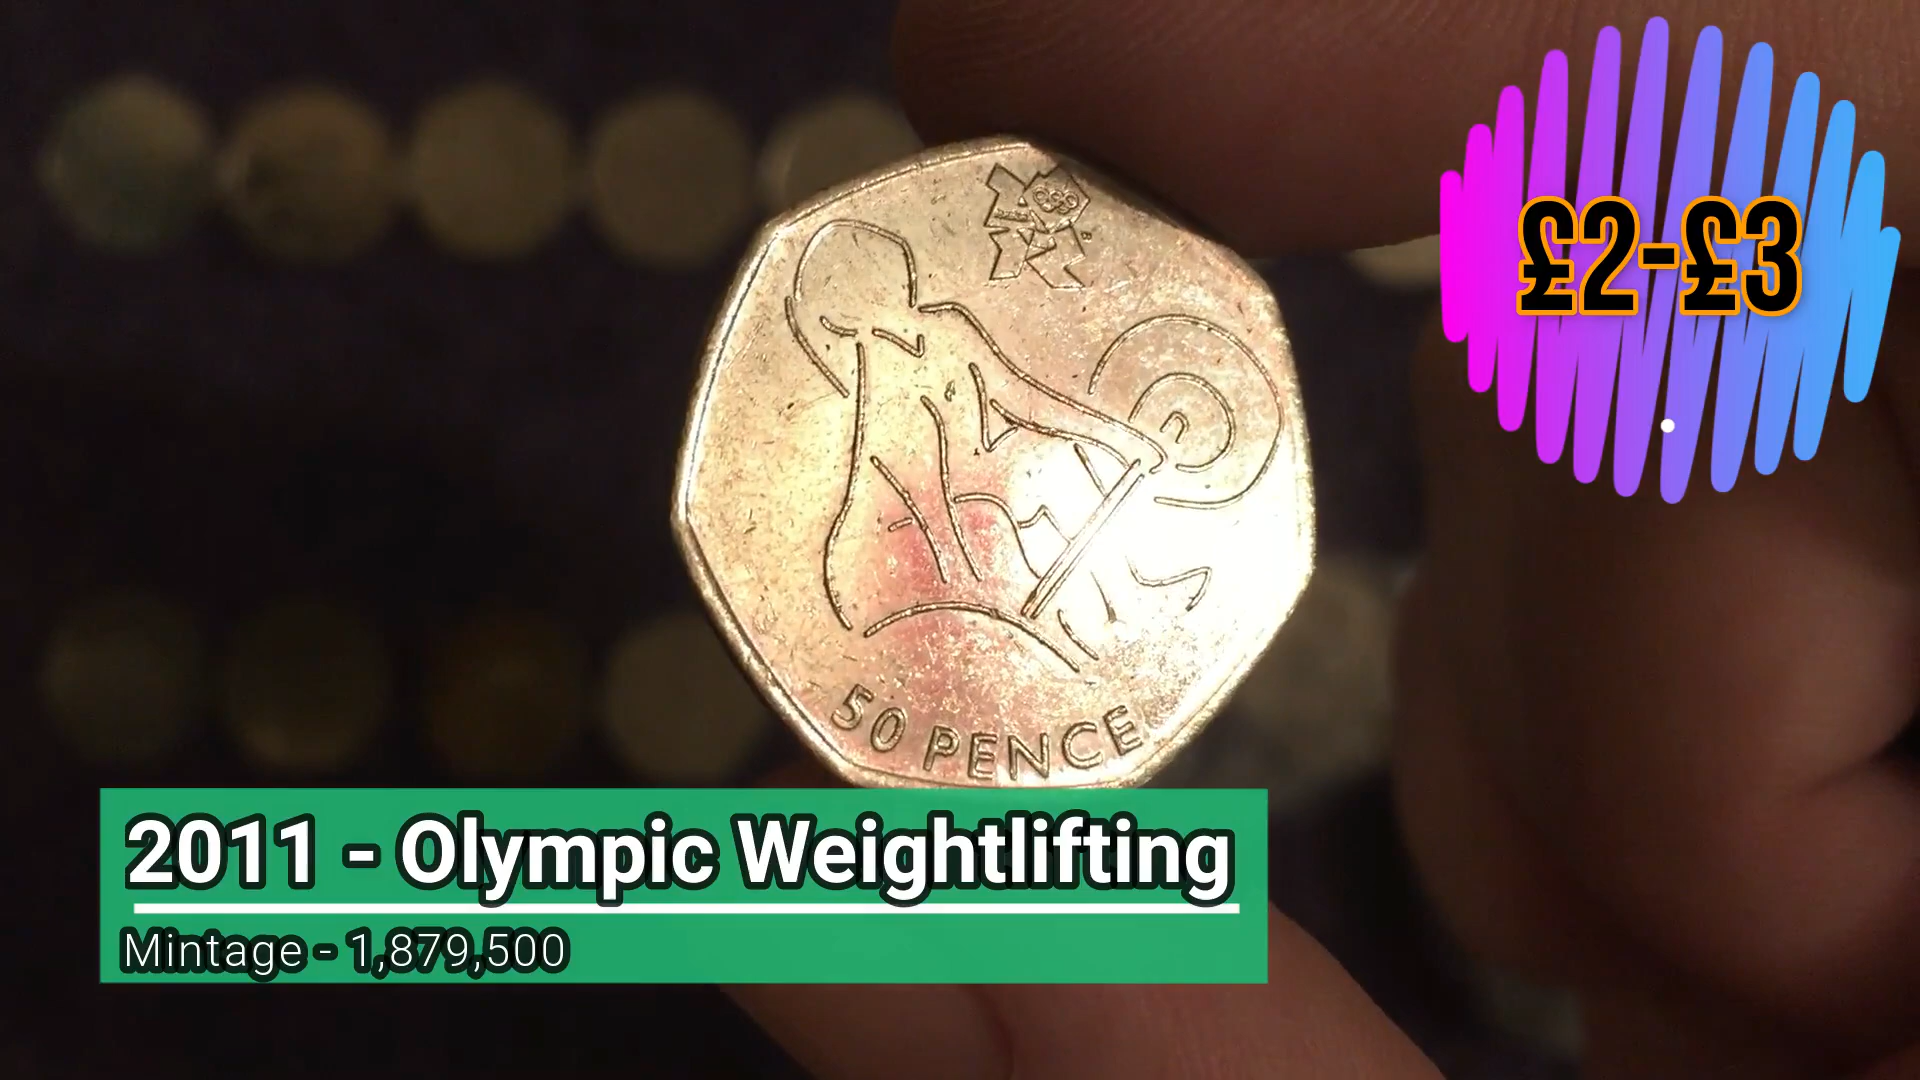 £2-£3
50 PENCE
2011 - Olympic Weightlifting
Mintage - 1,879,500